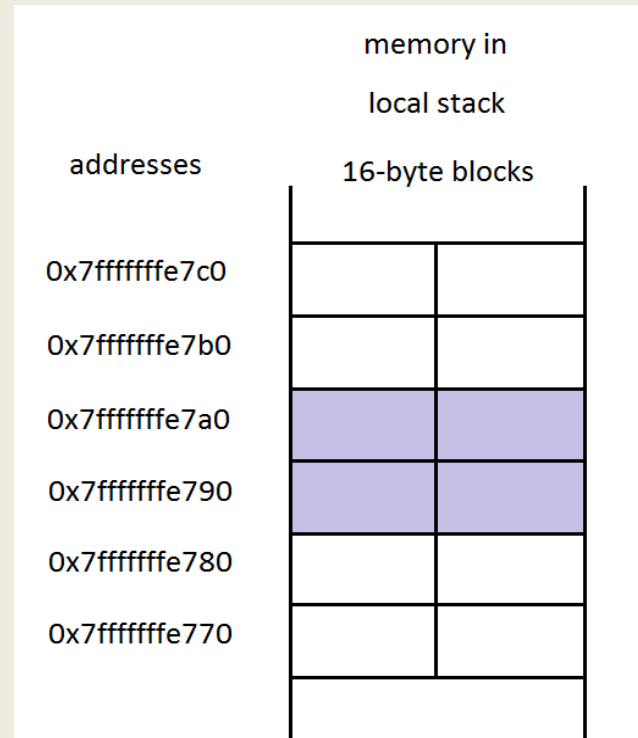 memory in
local stack
addresses
16-byte blocks
0x7fffffffe7c0
0x7fffffffe7b0
0x7fffffffe7a0
0x7fffffffe790
0x7fffffffe780
0x7fffffffe770